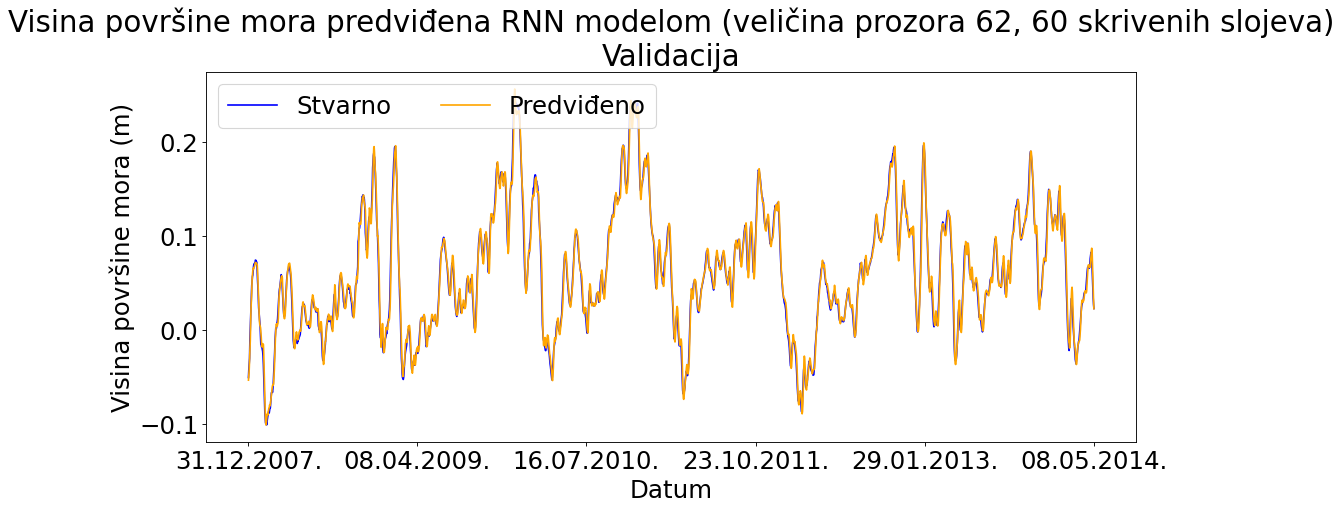 Visina površine mora predviđena RNN modelom (veličina prozora 62, 60 skrivenih slojeva)
Validacija
Stvarno Predviđeno
Visina površine mora (m)
0.2
0.1
0.0
−0.1
31.12.2007. 08.04.2009. 16.07.2010. 23.10.2011. 29.01.2013. 08.05.2014.
Datum